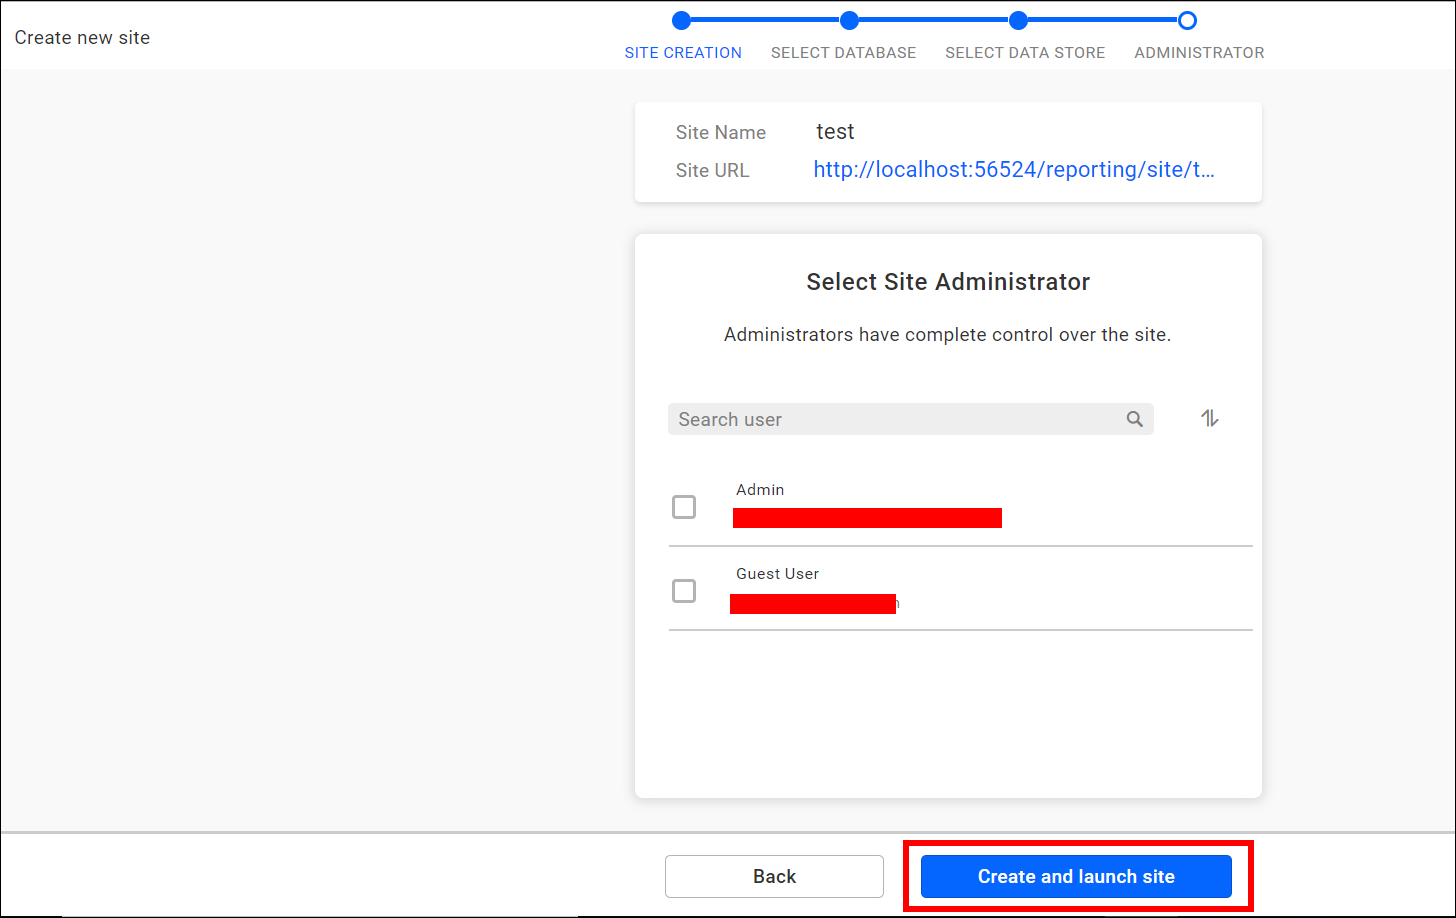 Create new site
SITE CREATION SELECT DATABASE SELECT DATA STORE ADMINISTRATOR
Site Name test
Site URL http://localhost:56524/reporting/site/t...
Select Site Administrator
Administrators have complete control over the site.
Search user
Admin
Guest User
Back Create and launch site